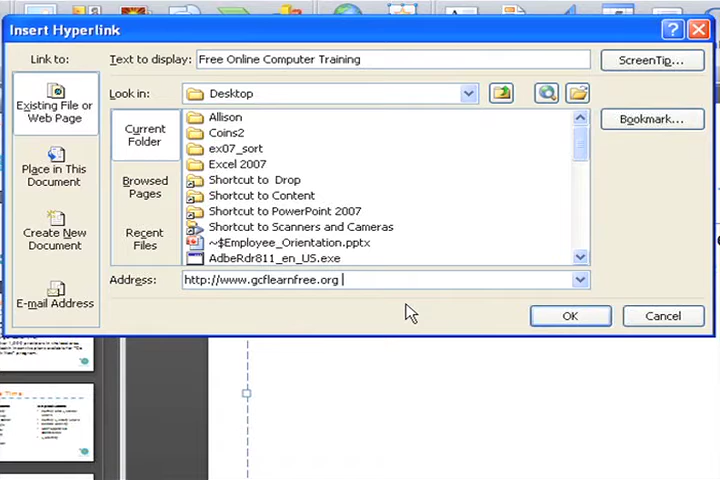 Insert Hyperlink
Link to:
Text to display: Free Online Computer Training
ScreenTip...
Look in: Desktop
Existing File or
Web Page
Current
Folder
Allison
Coins2
ex07_sort
Excel 2007
Bookmark...
Place in This
Document
Browsed
Pages
Shortcut to Drop
Shortcut to Content
Shortcut to PowerPoint 2007
Shortcut to Scanners and Cameras
~$Employee_Orientation.pptx
AdbeRdr811_en_US.exe
Create New
Document
Recent
Files
E-mail Address
Address: http://www.gcflearnfree.org
OK
Cancel